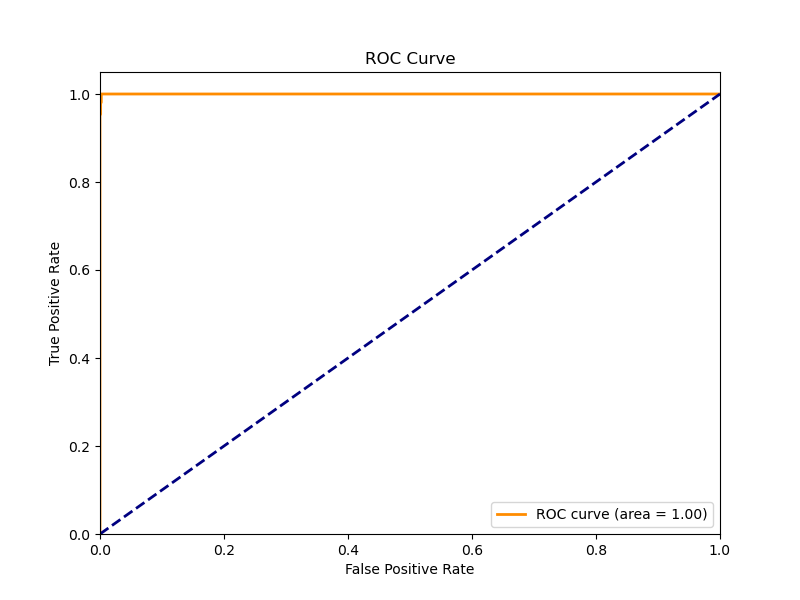 ROC Curve
True Positive Rate
1.0
0.8
0.6
0.4
0.2
0.0
0.0 0.2 0.4 0.6 0.8 1.0
False Positive Rate
ROC curve (area = 1.00)